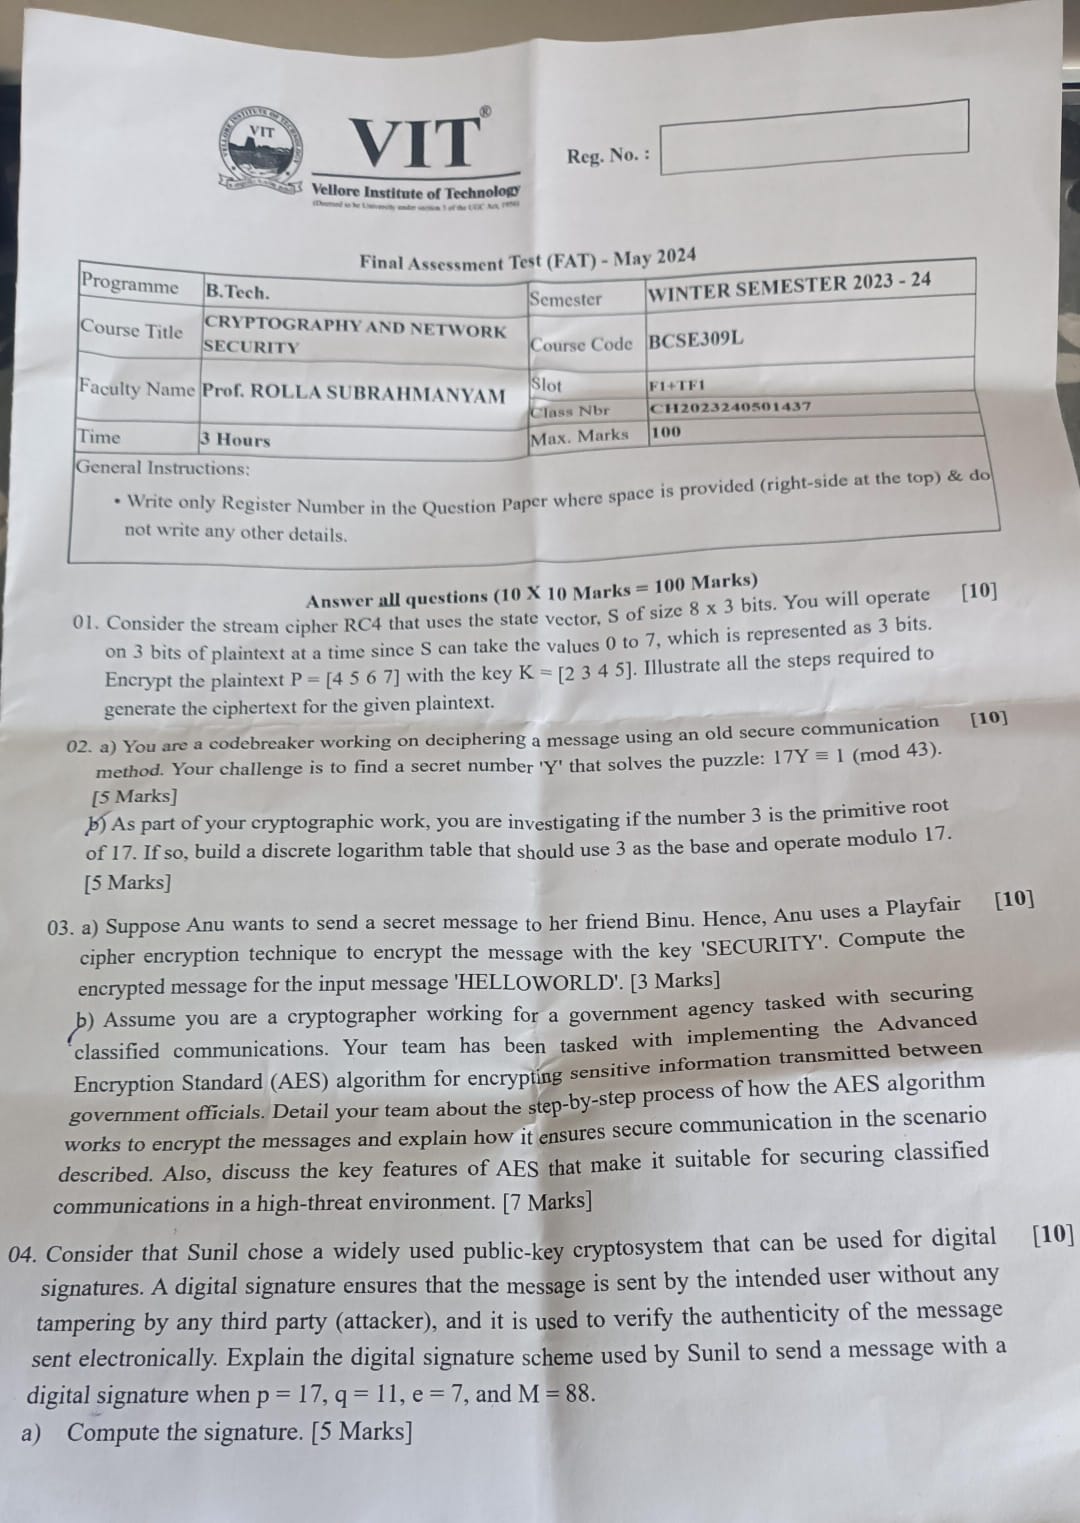 VIT
VIT®
Vellore Institute of Technology
(Deemed to be University under section 3 of the UGC Act, 1956)
Reg. No. :
Final Assessment Test (FAT) - May 2024
Programme B.Tech. Semester WINTER SEMESTER 2023 - 24
Course Title CRYPTOGRAPHY AND NETWORK SECURITY Course Code BCSE309L
Faculty Name Prof. ROLLA SUBRAHMANYAM Slot F1+TF1
Class Nbr CH2023240501437
Time 3 Hours Max. Marks 100
General Instructions:
• Write only Register Number in the Question Paper where space is provided (right-side at the top) & do
not write any other details.
Answer all questions (10 X 10 Marks = 100 Marks)
01. Consider the stream cipher RC4 that uses the state vector, S of size 8 x 3 bits. You will operate [10]
on 3 bits of plaintext at a time since S can take the values 0 to 7, which is represented as 3 bits.
Encrypt the plaintext P = [4 5 6 7] with the key K = [2 3 4 5]. Illustrate all the steps required to
generate the ciphertext for the given plaintext.
02. a) You are a codebreaker working on deciphering a message using an old secure communication [10]
method. Your challenge is to find a secret number 'Y' that solves the puzzle: 17Y ≡ 1 (mod 43).
[5 Marks]
b) As part of your cryptographic work, you are investigating if the number 3 is the primitive root
of 17. If so, build a discrete logarithm table that should use 3 as the base and operate modulo 17.
[5 Marks]
03. a) Suppose Anu wants to send a secret message to her friend Binu. Hence, Anu uses a Playfair [10]
cipher encryption technique to encrypt the message with the key 'SECURITY'. Compute the
encrypted message for the input message 'HELLOWORLD'. [3 Marks]
b) Assume you are a cryptographer working for a government agency tasked with securing
classified communications. Your team has been tasked with implementing the Advanced
Encryption Standard (AES) algorithm for encrypting sensitive information transmitted between
government officials. Detail your team about the step-by-step process of how the AES algorithm
works to encrypt the messages and explain how it ensures secure communication in the scenario
described. Also, discuss the key features of AES that make it suitable for securing classified
communications in a high-threat environment. [7 Marks]
04. Consider that Sunil chose a widely used public-key cryptosystem that can be used for digital [10]
signatures. A digital signature ensures that the message is sent by the intended user without any
tampering by any third party (attacker), and it is used to verify the authenticity of the message
sent electronically. Explain the digital signature scheme used by Sunil to send a message with a
digital signature when p = 17, q = 11, e = 7, and M = 88.
a) Compute the signature. [5 Marks]